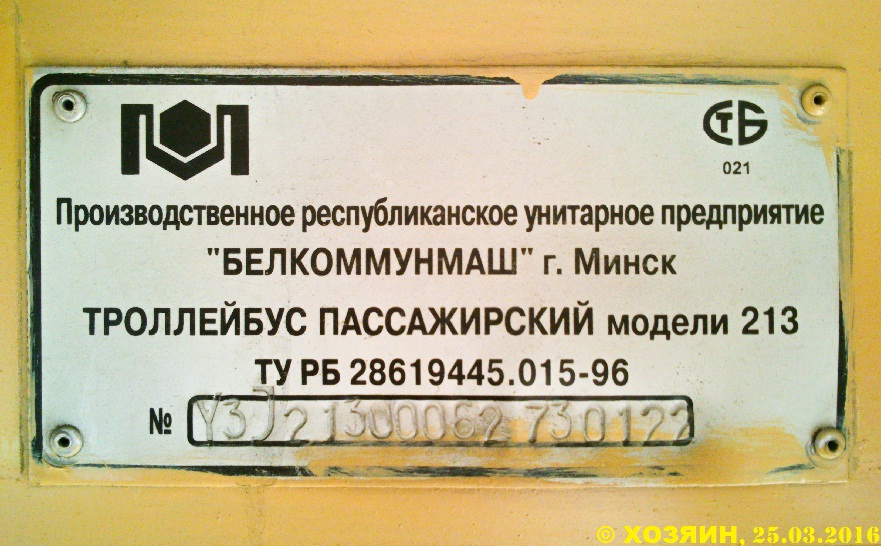 СТБ
021
Производственное республиканское унитарное предприятие
"БЕЛКОММУНМАШ" г. Минск
ТРОЛЛЕЙБУС ПАССАЖИРСКИЙ модели 213
ТУ РБ 28619445.015-96
№ Y3J21300062730122
© ХОЗЯИН, 25.03.2016